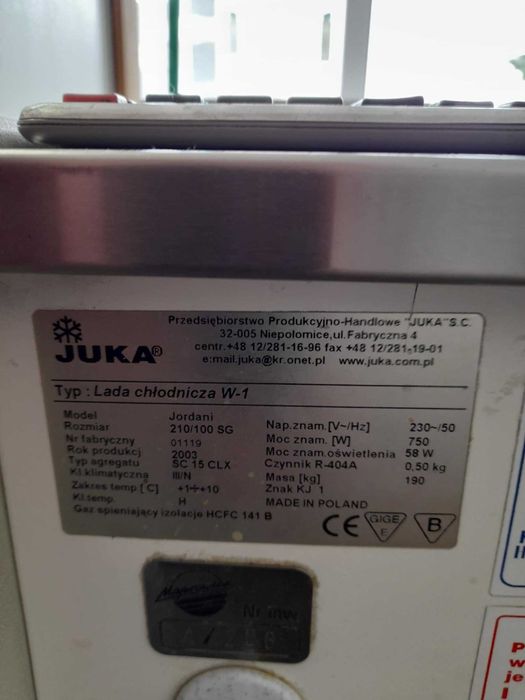 Przedsiębiorstwo Produkcyjno-Handlowe "JUKA" S.C.
32-005 Niepołomice,ul.Fabryczna 4
centr.+48 12/281-16-96 fax +48 12/281-19-01
e:mail.juka@kr.onet.pl www.juka.com.pl
JUKA®
Typ : Lada chłodnicza W-1
Model Jordani
Rozmiar 210/100 SG
Nr fabryczny 01119
Rok produkcj 2003
Typ agregatu SC 15 CLX
Kl.klimatyczna III/N
Zakres temp.[°C] +1÷+10
Kl.temp. H
Gaz spieniający izolacje HCFC 141 B
Nap.znam.[V~/Hz] 230~/50
Moc znam. [W] 750
Moc znam.oświetlenia 58 W
Czynnik R-404A 0,50 kg
Masa [kg] 190
Znak KJ 1
MADE IN POLAND
CE GIGE E B
Nr inw.